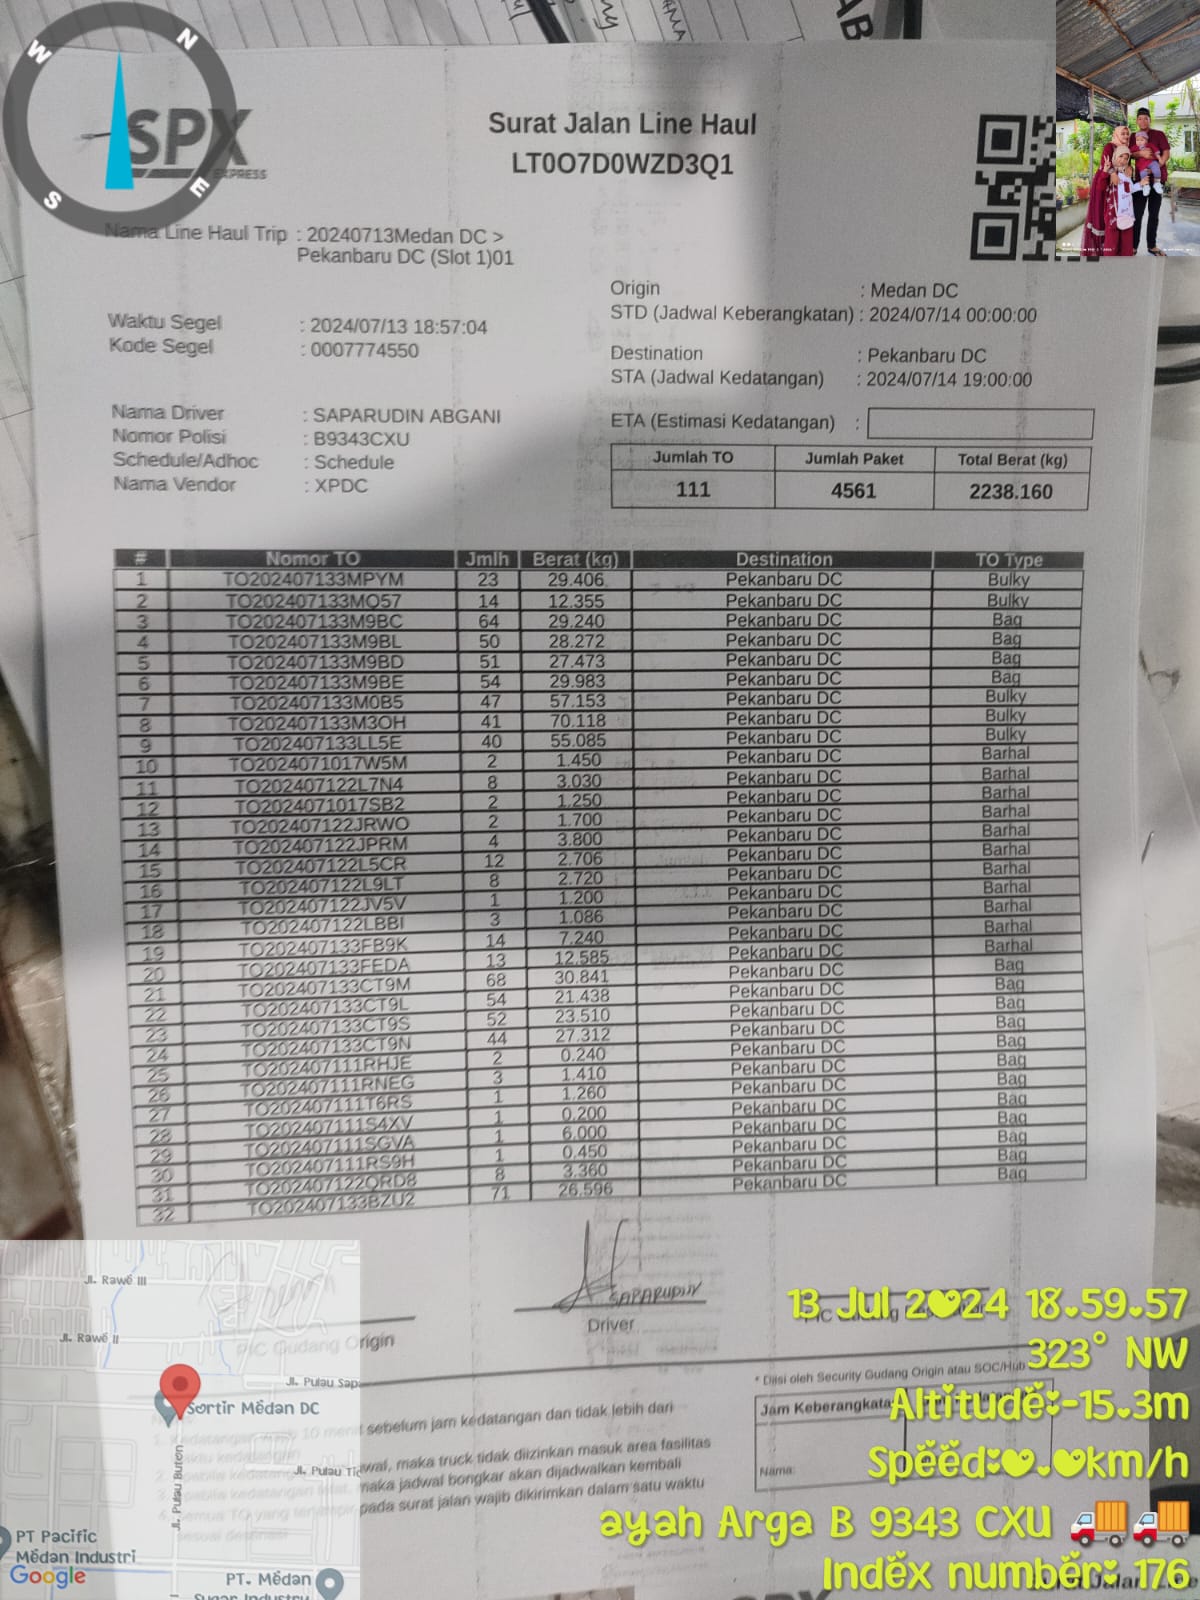 SPX
EXPRESS
Surat Jalan Line Haul
LT0O7D0WZD3Q1
Nama Line Haul Trip : 20240713Medan DC >
Pekanbaru DC (Slot 1)01
Waktu Segel : 2024/07/13 18:57:04
Kode Segel : 0007774550
Nama Driver : SAPARUDIN ABGANI
Nomor Polisi : B9343CXU
Schedule/Adhoc : Schedule
Nama Vendor : XPDC
Origin : Medan DC
STD (Jadwal Keberangkatan) : 2024/07/14 00:00:00
Destination : Pekanbaru DC
STA (Jadwal Kedatangan) : 2024/07/14 19:00:00
ETA (Estimasi Kedatangan) :
Jumlah TO Jumlah Paket Total Berat (kg)
111 4561 2238.160
# Nomor TO Jmlh Berat (kg) Destination TO Type
1 TO202407133MPYM 23 29.406 Pekanbaru DC Bulky
2 TO202407133MQ57 14 12.355 Pekanbaru DC Bulky
3 TO202407133M9BC 64 29.240 Pekanbaru DC Bag
4 TO202407133M9BL 50 28.272 Pekanbaru DC Bag
5 TO202407133M9BD 51 27.473 Pekanbaru DC Bag
6 TO202407133M9BE 54 29.983 Pekanbaru DC Bag
7 TO202407133M0B5 47 57.153 Pekanbaru DC Bulky
8 TO202407133M3OH 41 70.118 Pekanbaru DC Bulky
9 TO202407133LL5E 40 55.085 Pekanbaru DC Bulky
10 TO2024071017W5M 2 1.450 Pekanbaru DC Barhal
11 TO202407122L7N4 8 3.030 Pekanbaru DC Barhal
12 TO2024071017SB2 2 1.250 Pekanbaru DC Barhal
13 TO202407122JRWO 2 1.700 Pekanbaru DC Barhal
14 TO202407122JPRM 4 3.800 Pekanbaru DC Barhal
15 TO202407122L5CR 12 2.706 Pekanbaru DC Barhal
16 TO202407122L9LT 8 2.720 Pekanbaru DC Barhal
17 TO202407122JV5V 1 1.200 Pekanbaru DC Barhal
18 TO202407122LBBI 3 1.086 Pekanbaru DC Barhal
19 TO202407133FB9K 14 7.240 Pekanbaru DC Barhal
20 TO202407133FEDA 13 12.585 Pekanbaru DC Barhal
21 TO202407133CT9M 68 30.841 Pekanbaru DC Bag
22 TO202407133CT9L 54 21.438 Pekanbaru DC Bag
23 TO202407133CT9S 52 23.510 Pekanbaru DC Bag
24 TO202407133CT9N 44 27.312 Pekanbaru DC Bag
25 TO202407111RHJE 2 0.240 Pekanbaru DC Bag
26 TO202407111RNEG 3 1.410 Pekanbaru DC Bag
27 TO202407111T6RS 1 1.260 Pekanbaru DC Bag
28 TO202407111S4XV 1 0.200 Pekanbaru DC Bag
29 TO202407111SGVA 1 6.000 Pekanbaru DC Bag
30 TO202407111RS9H 1 0.450 Pekanbaru DC Bag
31 TO202407122QRD8 8 3.360 Pekanbaru DC Bag
32 TO202407133BZU2 71 26.596 Pekanbaru DC Bag
SAPARUDIN
PIC Gudang Origin
Driver
* Diisi oleh Security Gudang Origin atau SOC/Hub
Jam Keberangkata
Nama:
sebelum jam kedatangan dan tidak lebih dari
wal, maka truck tidak diizinkan masuk area fasilitas
maka jadwal bongkar akan dijadwalkan kembali
pada surat jalan wajib dikirimkan dalam satu waktu
Jl. Rawe III
Jl. Rawe II
Jl. Pulau Sap
Sortir Medan DC
Jl. Pulau Buton
PT Pacific
Medan Industri
Google
PT. Medan
Sugar Industry
N
E
S
W
13 Jul 2024 18.59.57
323° NW
Altitude:-15.3m
Speed:0.0km/h
ayah Arga B 9343 CXU
Index number: 176